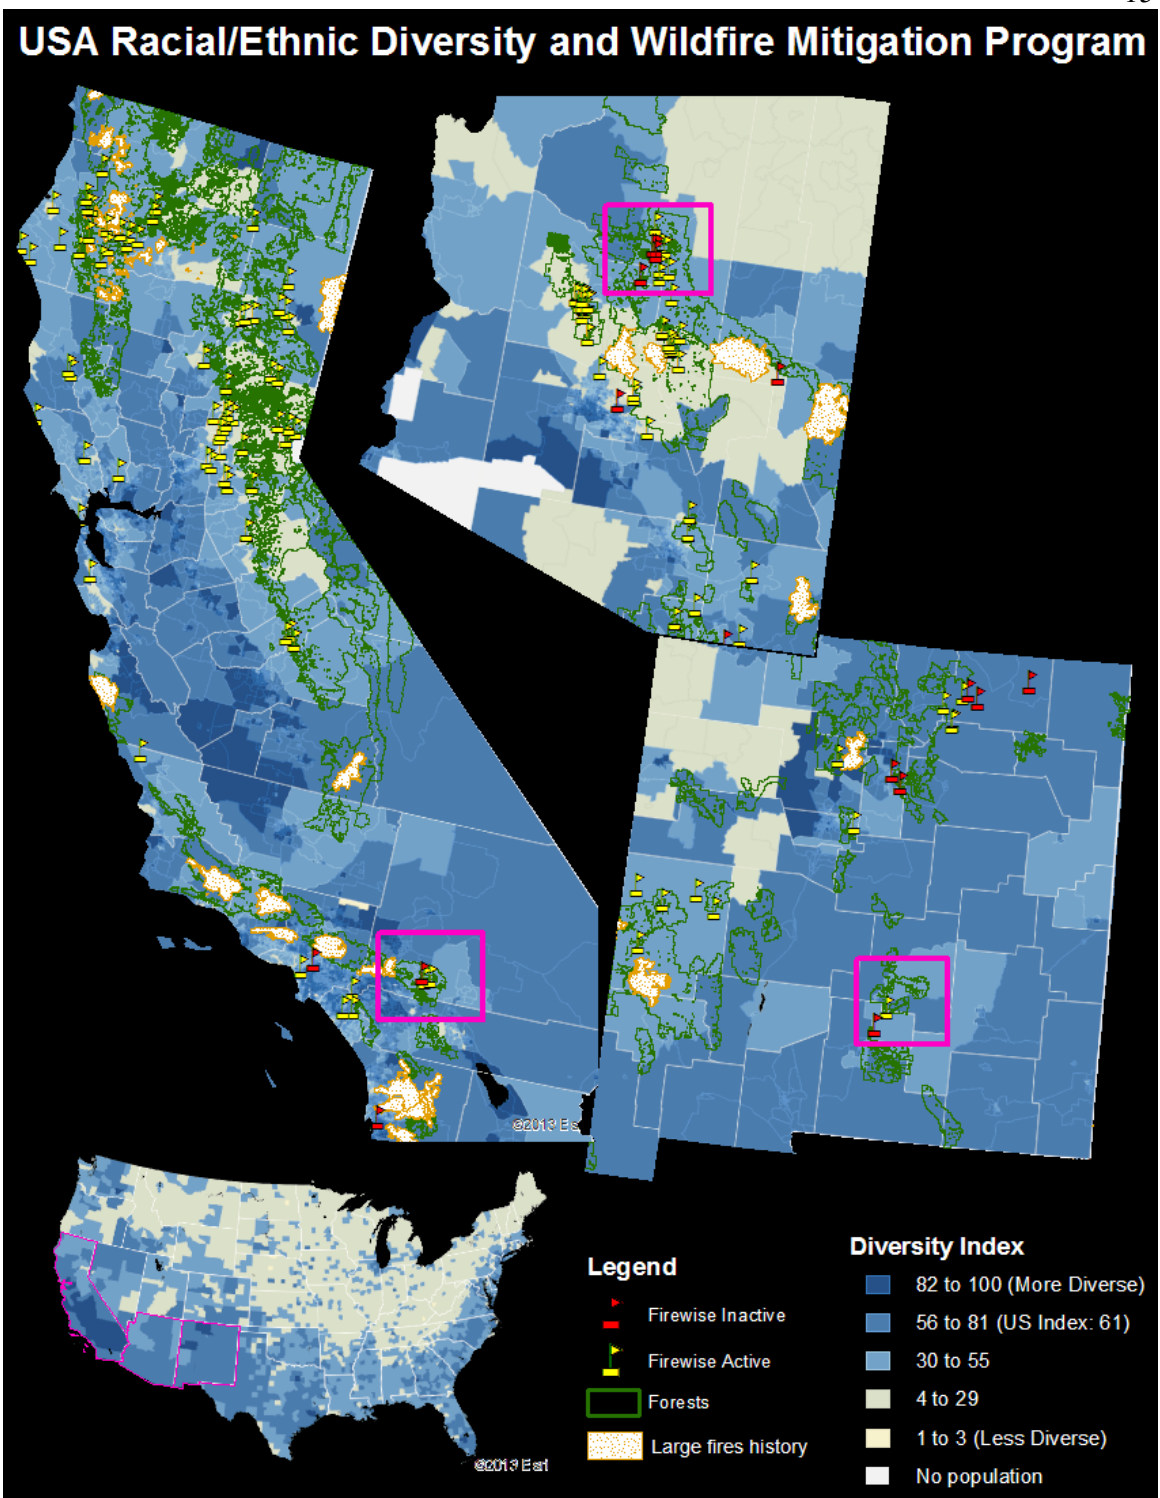 USA Racial/Ethnic Diversity and Wildfire Mitigation Program
©2013 Es
©2013 Esri
Legend
Firewise Inactive
Firewise Active
Forests
Large fires history
Diversity Index
82 to 100 (More Diverse)
56 to 81 (US Index: 61)
30 to 55
4 to 29
1 to 3 (Less Diverse)
No population